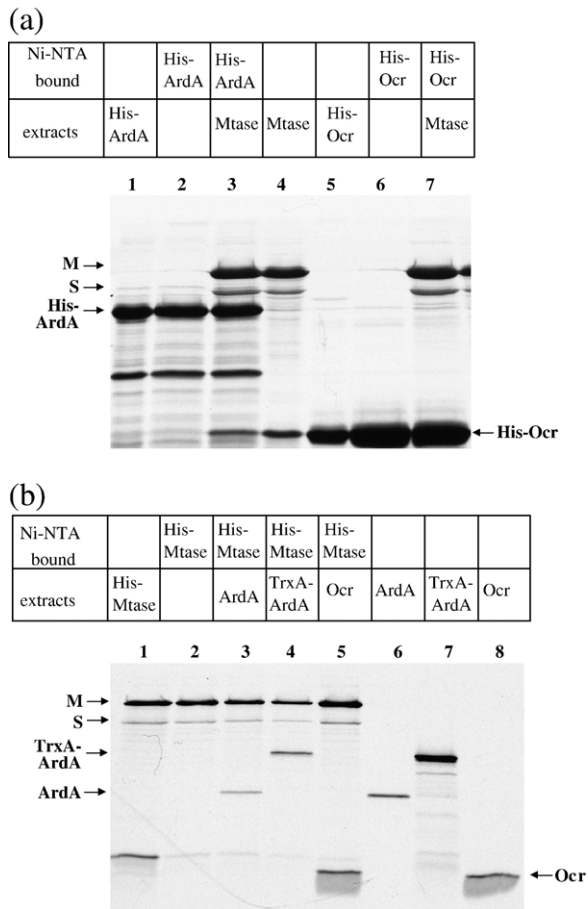 (a)
Ni-NTA bound His-ArdA His-ArdA His-Ocr His-Ocr
extracts His-ArdA Mtase Mtase His-Ocr Mtase
1 2 3 4 5 6 7
M
S
His-ArdA
His-Ocr
(b)
Ni-NTA bound His-Mtase His-Mtase His-Mtase His-Mtase
extracts His-Mtase ArdA TrxA-ArdA Ocr ArdA TrxA-ArdA Ocr
1 2 3 4 5 6 7 8
M
S
TrxA-ArdA
ArdA
Ocr